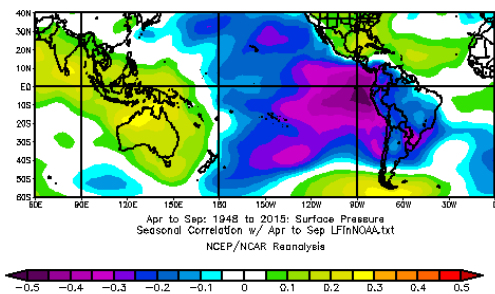 40N
30N
20N
10N
EQ
10S
20S
30S
40S
50S
60S
60E 90E 120E 150E 180 150W 120W 90W 60W 30W 0
Apr to Sep: 1948 to 2015: Surface Pressure
Seasonal Correlation w/ Apr to Sep LFinNOAA.txt
NCEP/NCAR Reanalysis
-0.5 -0.4 -0.3 -0.2 -0.1 0 0.1 0.2 0.3 0.4 0.5